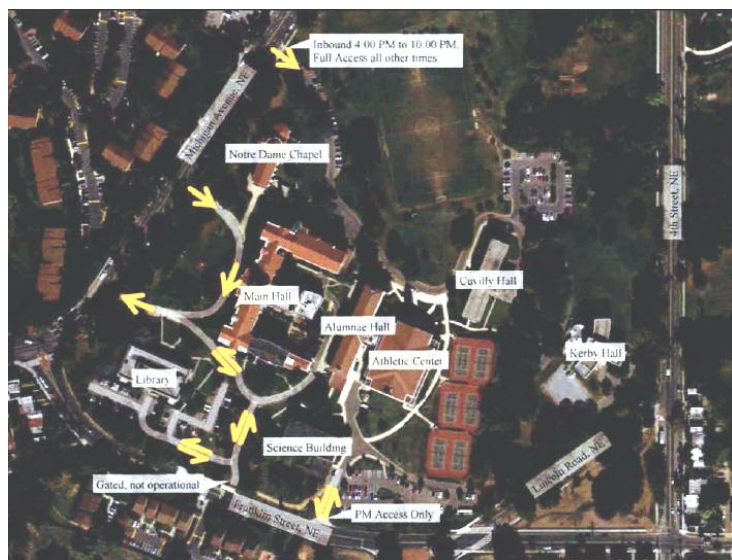 Inbound 4:00 PM to 10:00 PM,
Full Access all other times
Michigan Avenue, NE
Notre Dame Chapel
4th Street, NE
Cuvilly Hall
Main Hall
Alumnae Hall
Athletic Center
Kerby Hall
Library
Science Building
Lincoln Road, NE
Gated, not operational
Franklin Street, NE
PM Access Only